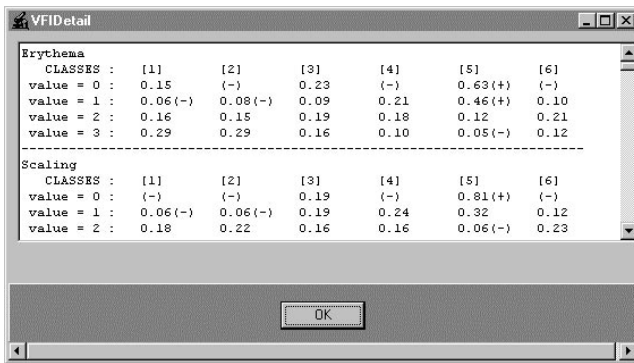 VFIDetail
Erythema
CLASSES : [1] [2] [3] [4] [5] [6]
value = 0 : 0.15 (-) 0.23 (-) 0.63(+) (-)
value = 1 : 0.06(-) 0.08(-) 0.09 0.21 0.46(+) 0.10
value = 2 : 0.16 0.15 0.19 0.18 0.12 0.21
value = 3 : 0.29 0.29 0.16 0.10 0.05(-) 0.12
--------------------------------------------------------------------------------
Scaling
CLASSES : [1] [2] [3] [4] [5] [6]
value = 0 : (-) (-) 0.19 (-) 0.81(+) (-)
value = 1 : 0.06(-) 0.06(-) 0.19 0.24 0.32 0.12
value = 2 : 0.18 0.22 0.16 0.16 0.06(-) 0.23
OK